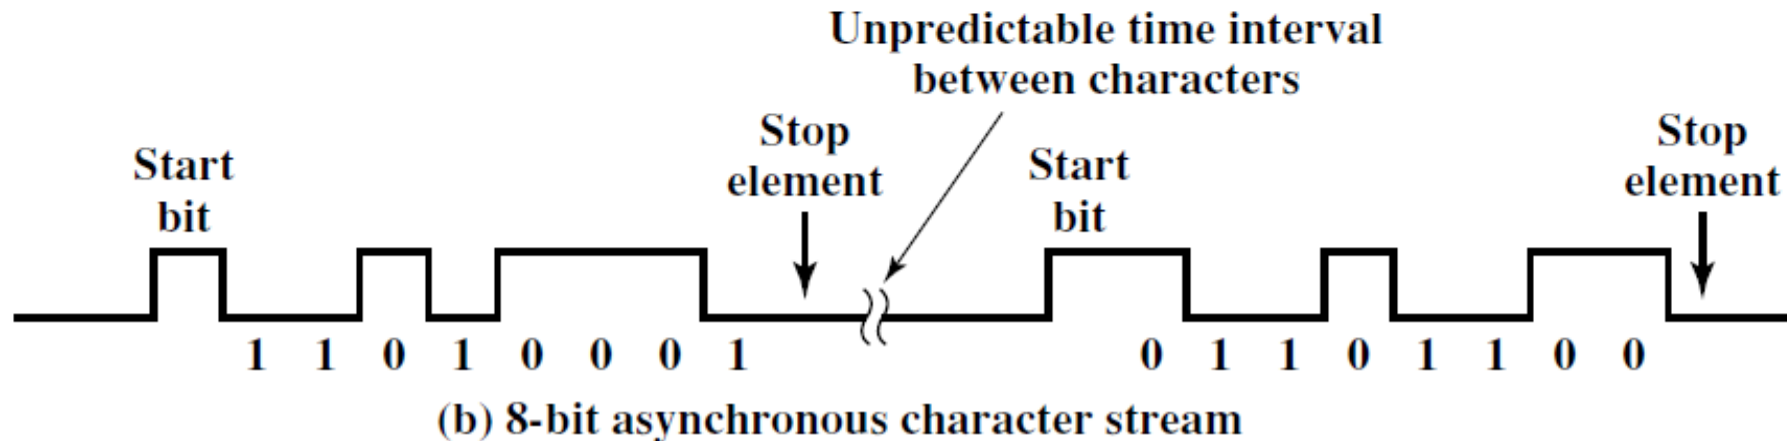 Unpredictable time interval
between characters
Start
bit
Stop
element
Start
bit
Stop
element
1 1 0 1 0 0 0 1
0 1 1 0 1 1 0 0
(b) 8-bit asynchronous character stream